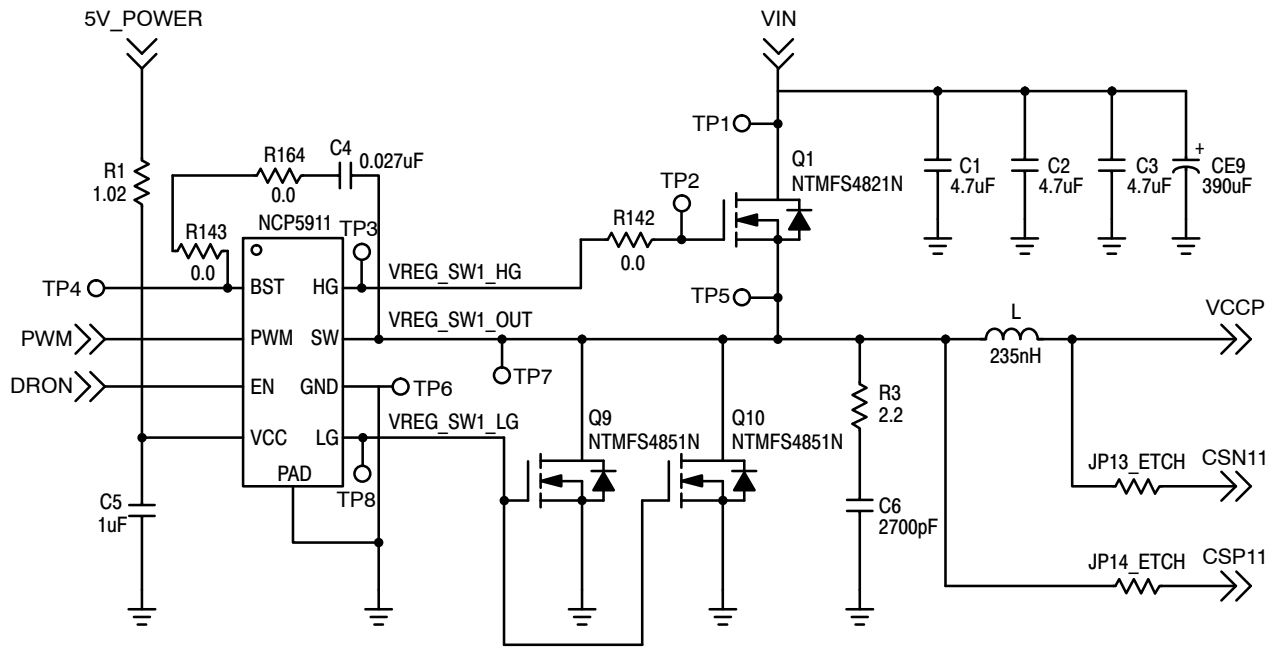 5V_POWER
VIN
TP1
R1
1.02
R164
0.0
C4
0.027uF
Q1
NTMFS4821N
C1
4.7uF
C2
4.7uF
C3
4.7uF
+
CE9
390uF
TP2
R143
0.0
NCP5911
TP3
R142
0.0
TP4
BST
HG
VREG_SW1_HG
TP5
PWM
PWM
SW
VREG_SW1_OUT
L
235nH
VCCP
DRON
EN
GND
TP6
TP7
R3
2.2
VCC
LG
VREG_SW1_LG
Q9
NTMFS4851N
Q10
NTMFS4851N
PAD
TP8
JP13_ETCH
CSN11
C5
1uF
C6
2700pF
JP14_ETCH
CSP11